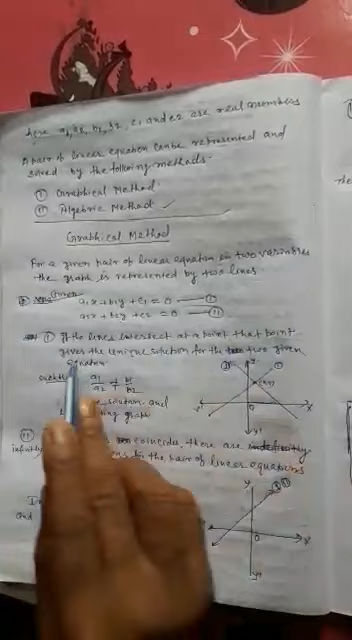 here a1, a2, b1, b2, c1 and c2 are real numbers
A pair of linear equation can be represented and
solved by the following methods-
(I) Graphical Method
(II) Algebric Method ✓
Graphical Method
For a given pair of linear equation in two variables
the graph is represented by two lines
Given
a1x + b1y + c1 = 0 — (I)
a2x + b2y + c2 = 0 — (II)
(I) If the lines intersect at a point that point
gives the unique solution for the two given
equation
a1/a2 ≠ b1/b2
solution and
graph
(II) coincide, there are
infinitely for the pair of linear equations
and
y
x'
x
o
y'
y
(I) (II)
x
o
y'